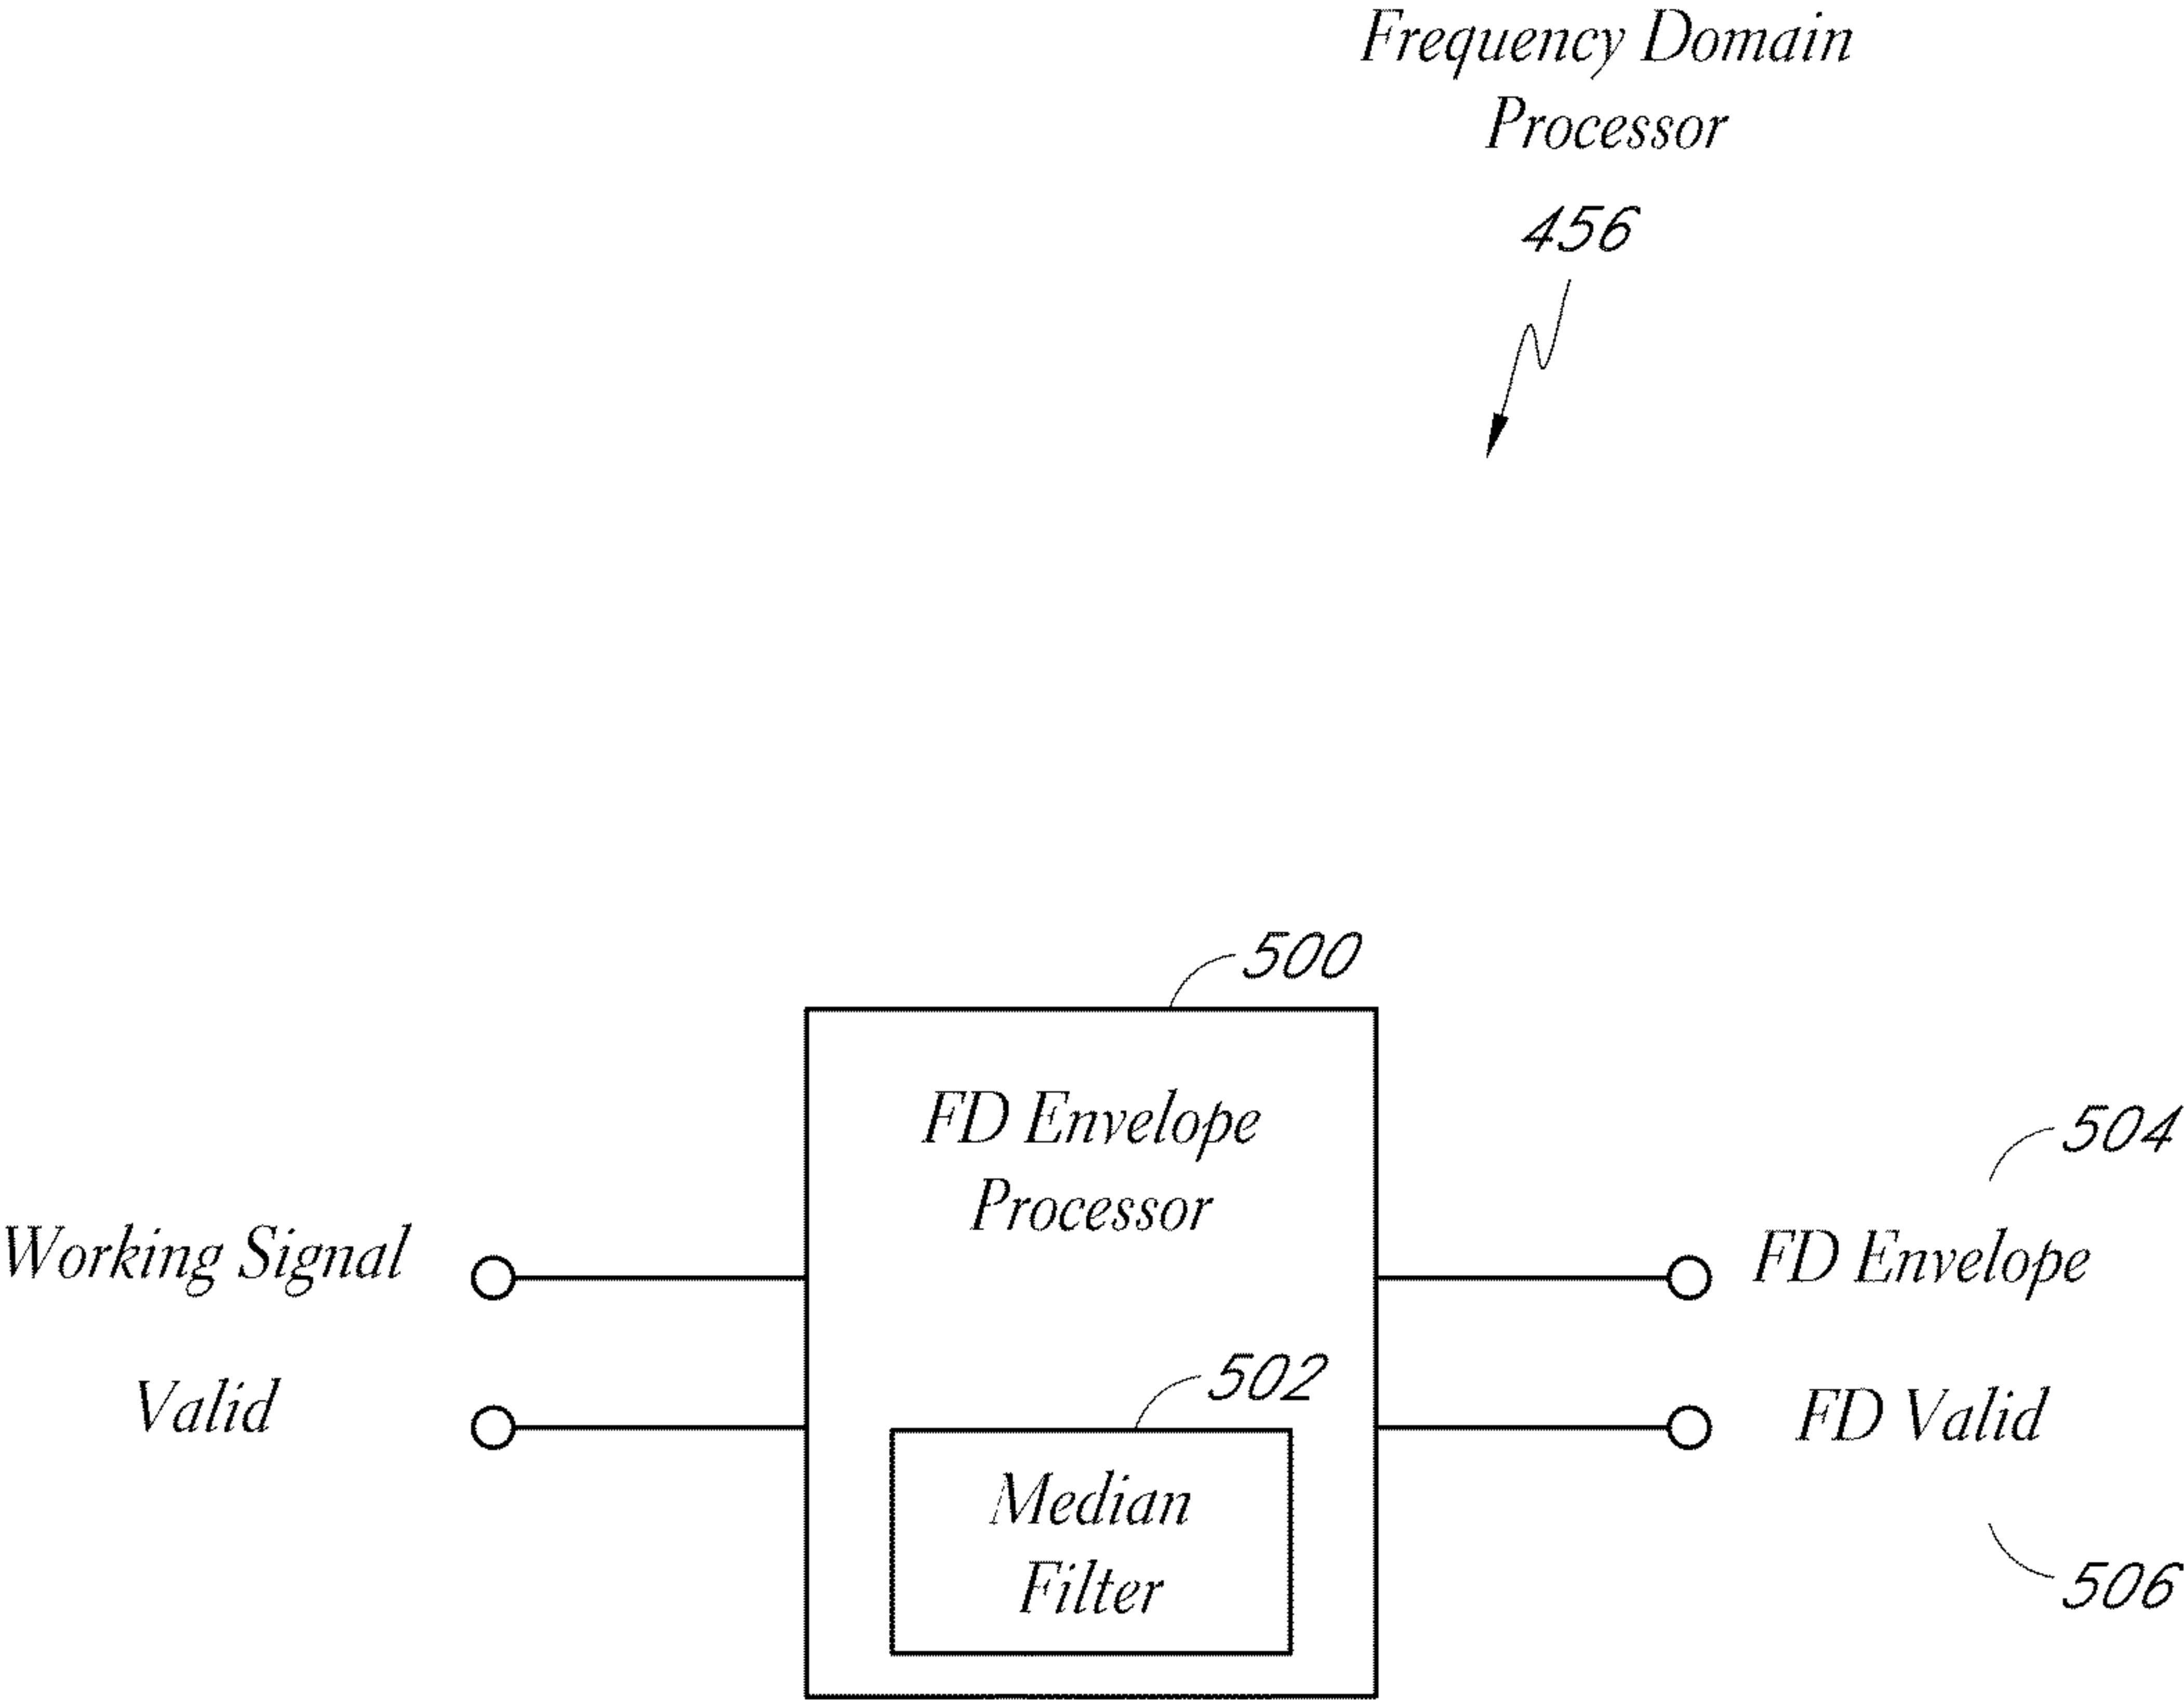 Frequency Domain
Processor
456
500
FD Envelope
Processor
504
Working Signal
FD Envelope
502
Valid
FD Valid
Median
Filter
506